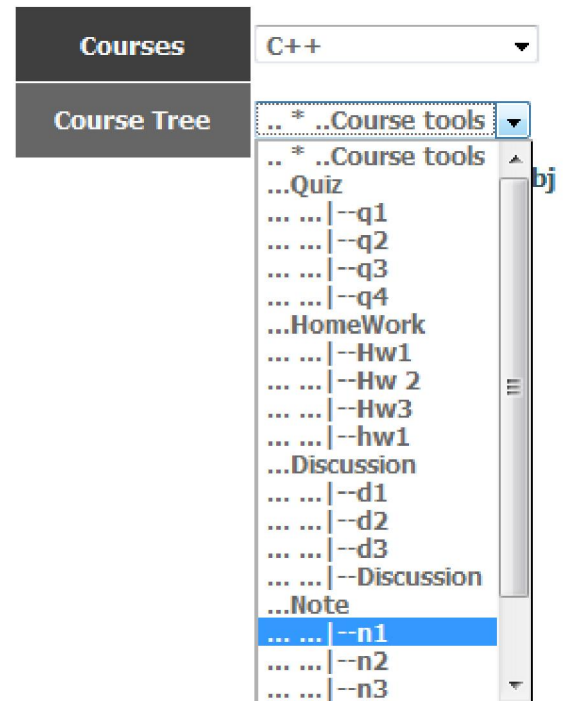 Courses C++
Course Tree .. * ..Course tools
.. * ..Course tools
bj
...Quiz
... ...|--q1
... ...|--q2
... ...|--q3
... ...|--q4
...HomeWork
... ...|--Hw1
... ...|--Hw 2
... ...|--Hw3
... ...|--hw1
...Discussion
... ...|--d1
... ...|--d2
... ...|--d3
... ...|--Discussion
...Note
... ...|--n1
... ...|--n2
... ...|--n3